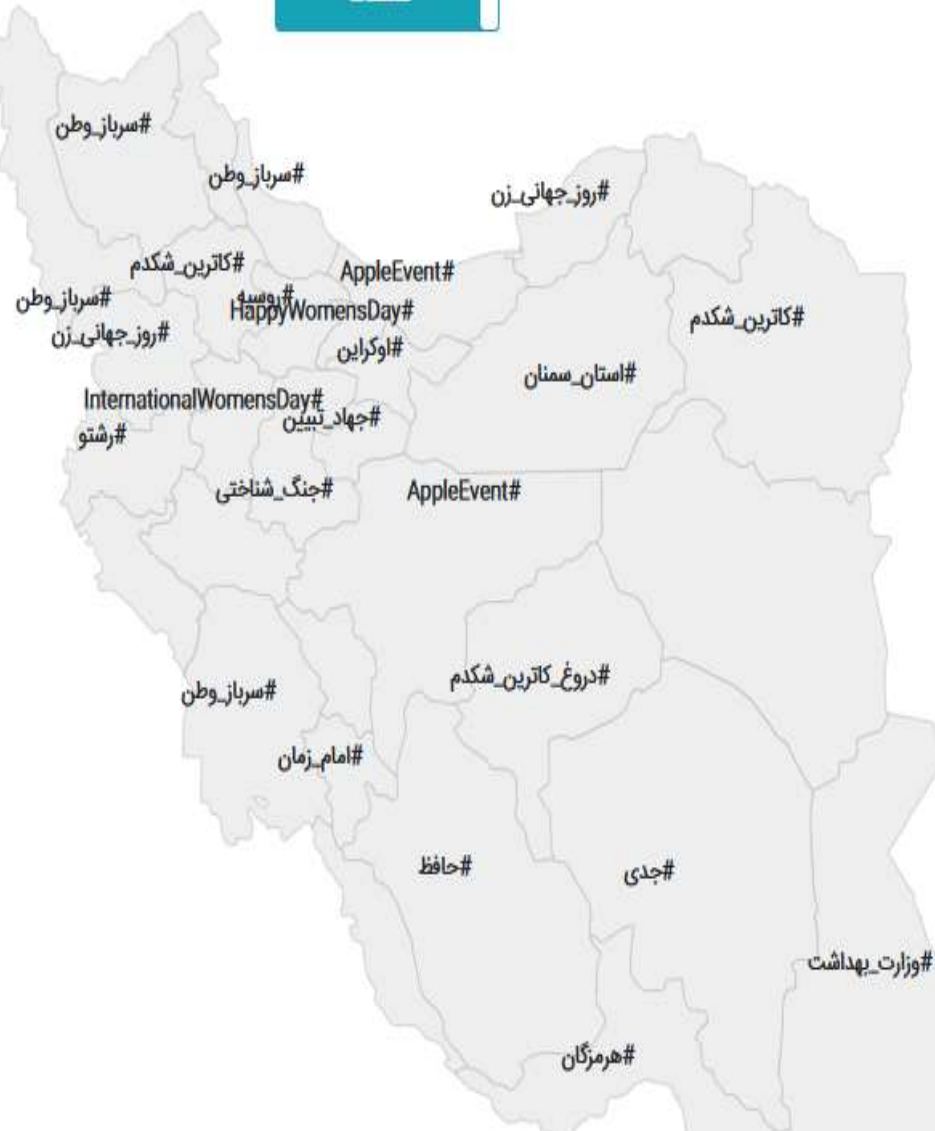 #سرباز_وطن
#سرباز_وطن
#روز_جهانی_زن
#کاترین_شکدم
AppleEvent#
#سرباز_وطن
#روسیه
HappyWomensDay#
#کاترین_شکدم
#روز_جهانی_زن
#اوکراین
#استان_سمنان
InternationalWomensDay#
#جهاد_تبیین
#رشتو
#جنگ_شناختی
AppleEvent#
#دروغ_کاترین_شکدم
#سرباز_وطن
#امام_زمان
#حافظ
#جدی
#وزارت_بهداشت
#هرمزگان